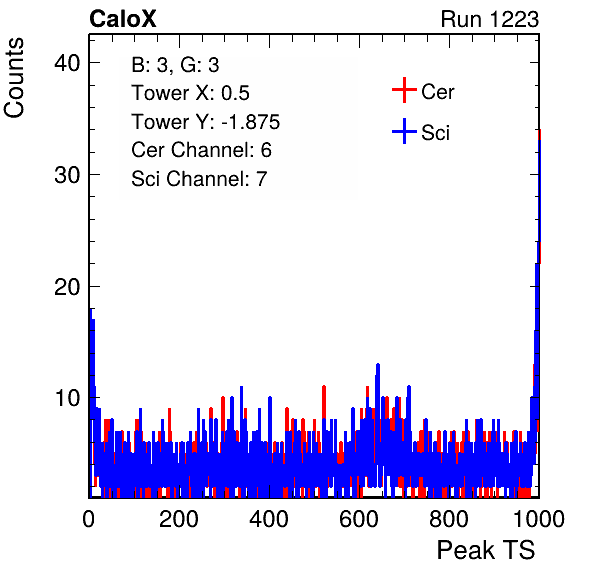 CaloX Run 1223
Counts
40
30
20
10
B: 3, G: 3
Tower X: 0.5
Tower Y: -1.875
Cer Channel: 6
Sci Channel: 7
Cer
Sci
0 200 400 600 800 1000
Peak TS